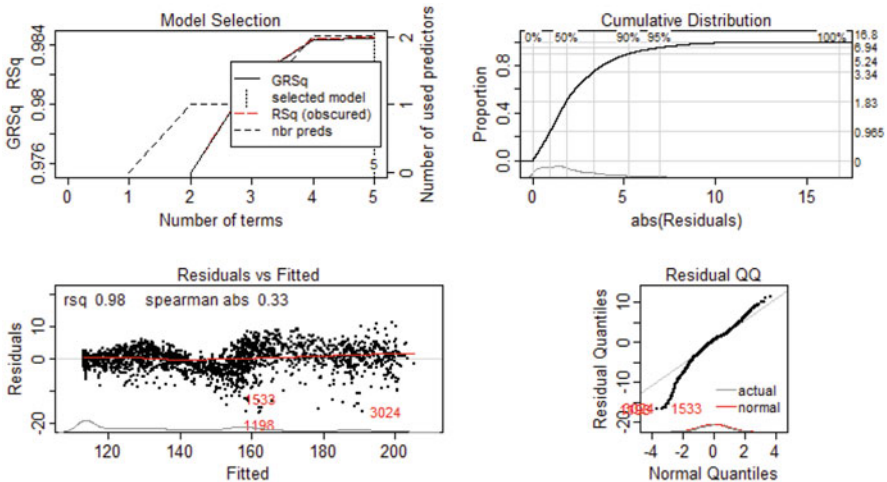 Model Selection
GRSq RSq
0.976 0.98 0.984
GRSq
selected model
RSq (obscured)
nbr preds
5
0 1 2
Number of used predictors
0 1 2 3 4 5
Number of terms
Cumulative Distribution
Proportion
0.0 0.4 0.8
0% 50% 90% 95% 100%
16.8
6.94
5.24
3.34
1.83
0.965
0
0 5 10 15
abs(Residuals)
Residuals vs Fitted
rsq 0.98 spearman abs 0.33
Residuals
-20 0 10
1533
1198
3024
120 140 160 180 200
Fitted
Residual QQ
Residual Quantiles
-20 -10 0 10
1533
actual
normal
-4 -2 0 2 4
Normal Quantiles